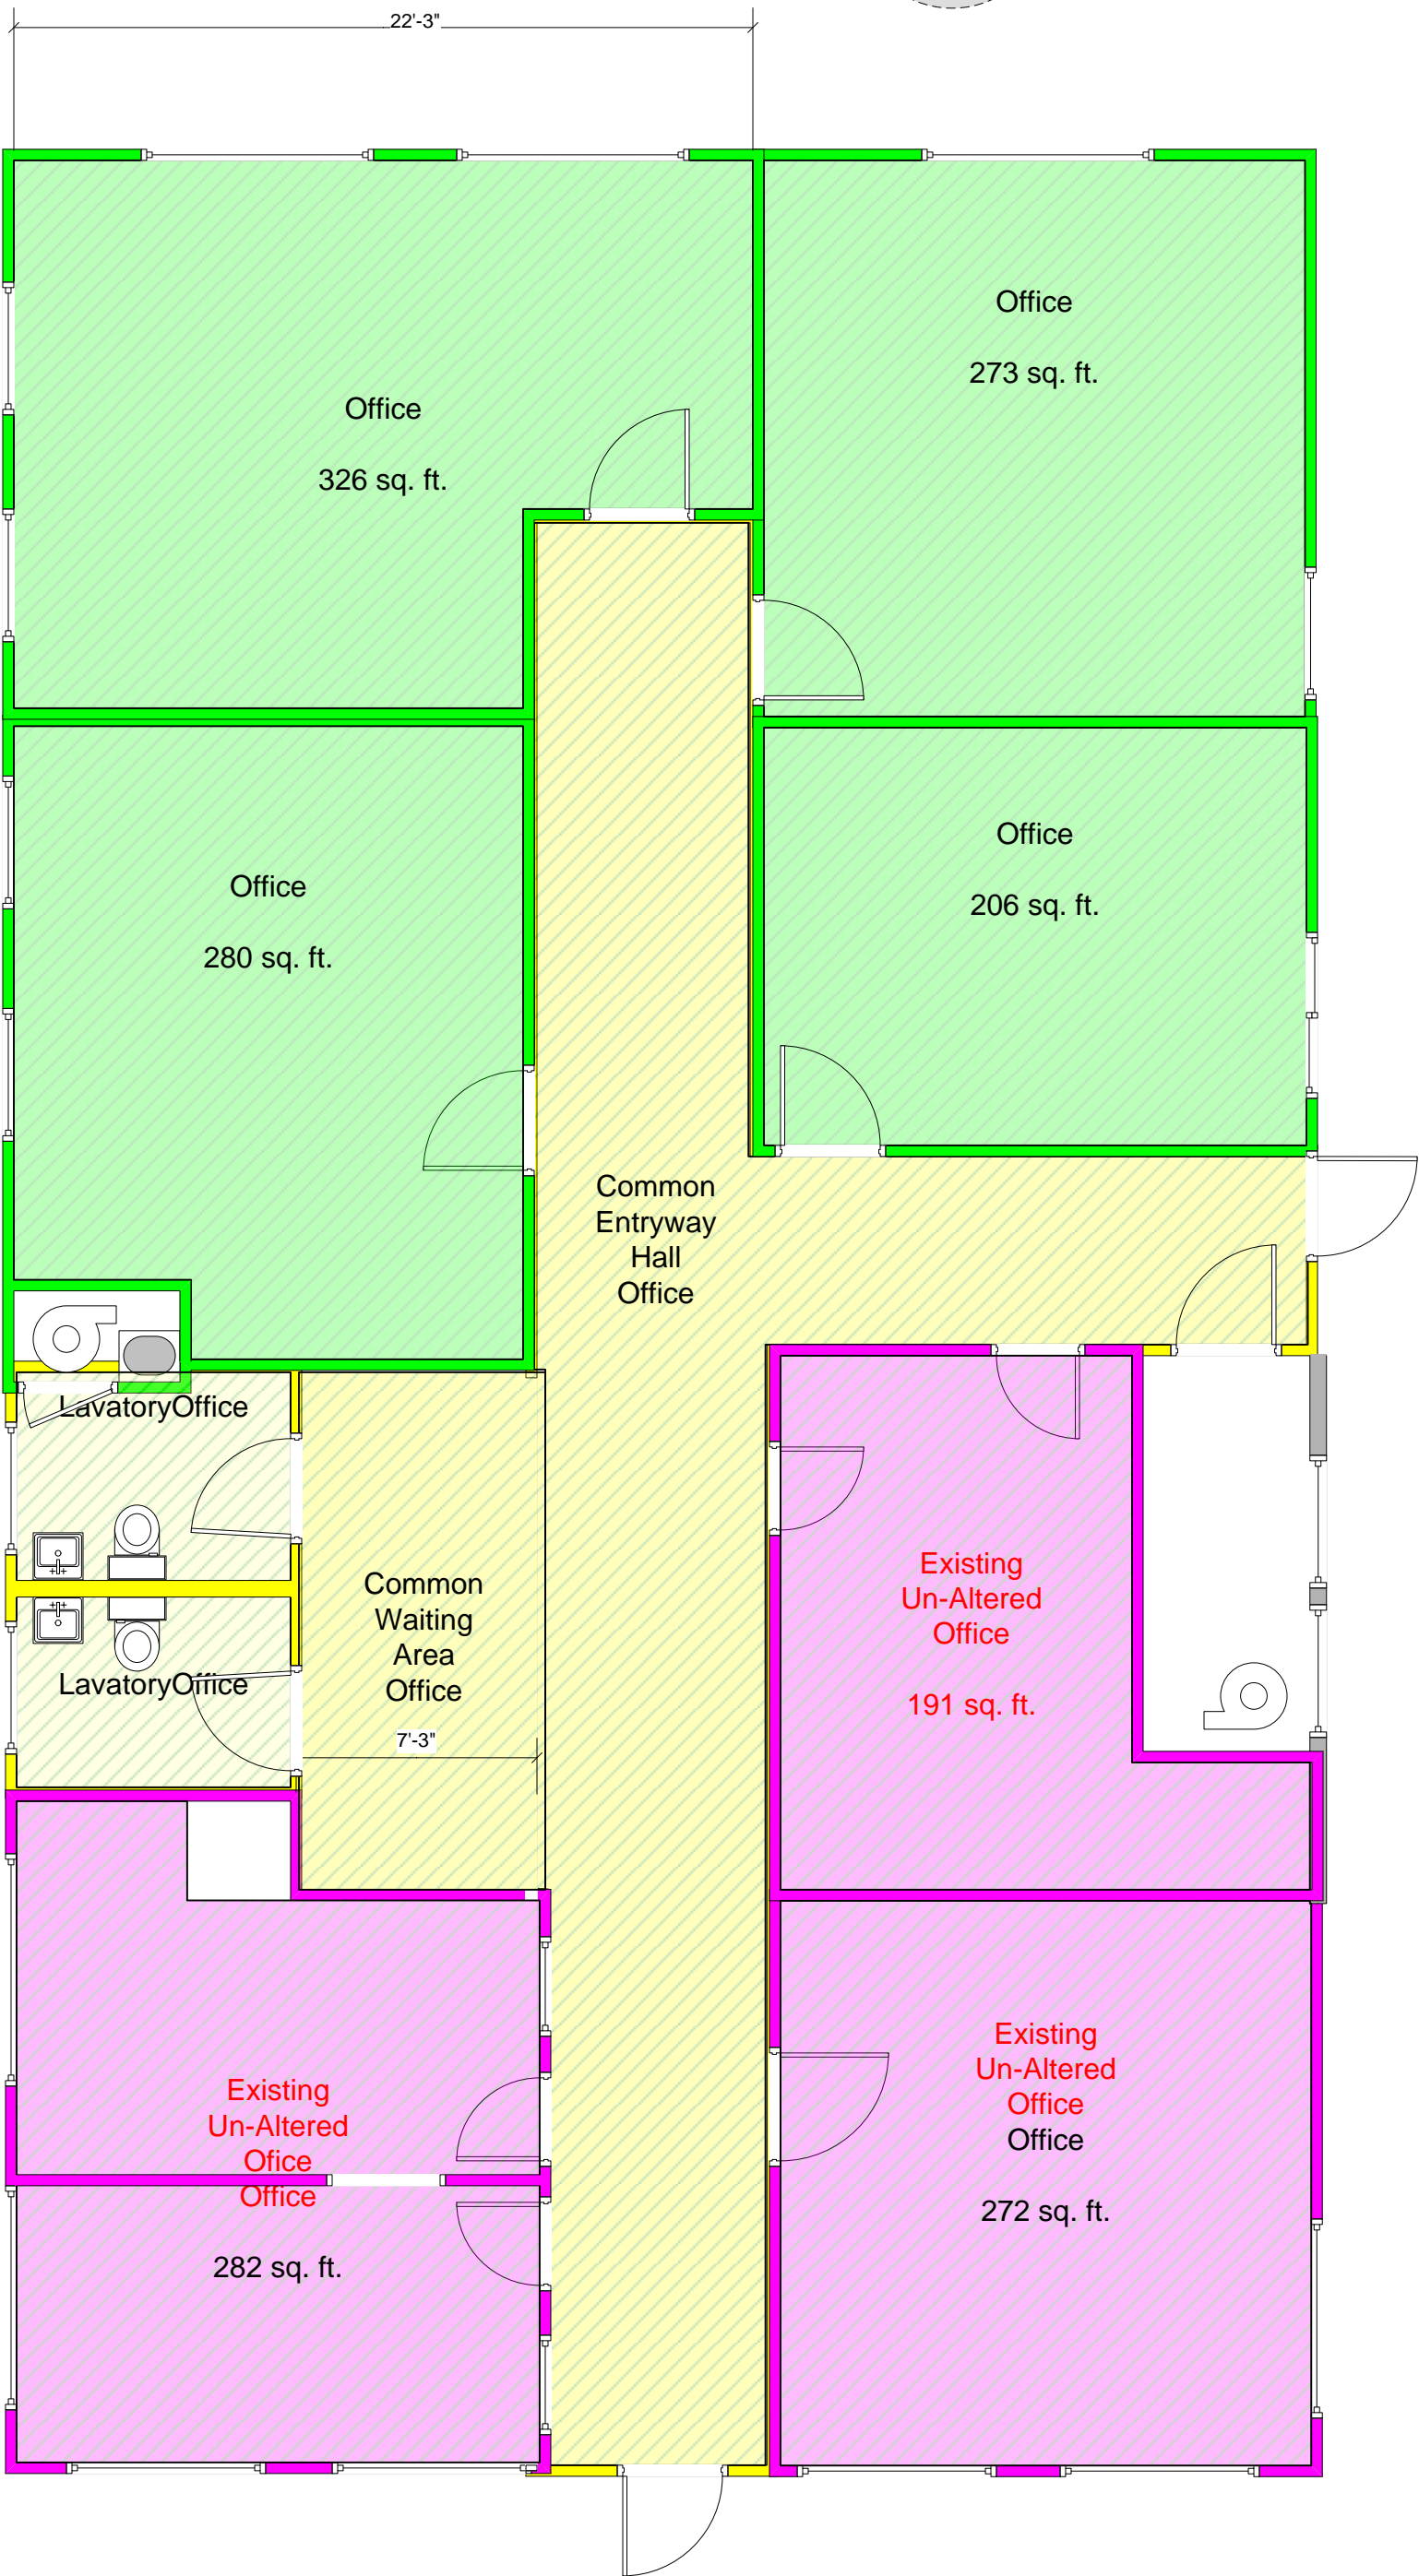 22'-3"
Office
273 sq. ft.
Office
326 sq. ft.
Office
206 sq. ft.
Office
280 sq. ft.
Common
Entryway
Hall
Office
LavatoryOffice
Common
Waiting
Area
Office
7'-3"
LavatoryOffice
Existing
Un-Altered
Office
191 sq. ft.
Existing
Un-Altered
Office
Office
272 sq. ft.
Existing
Un-Altered
Ofice
Office
282 sq. ft.